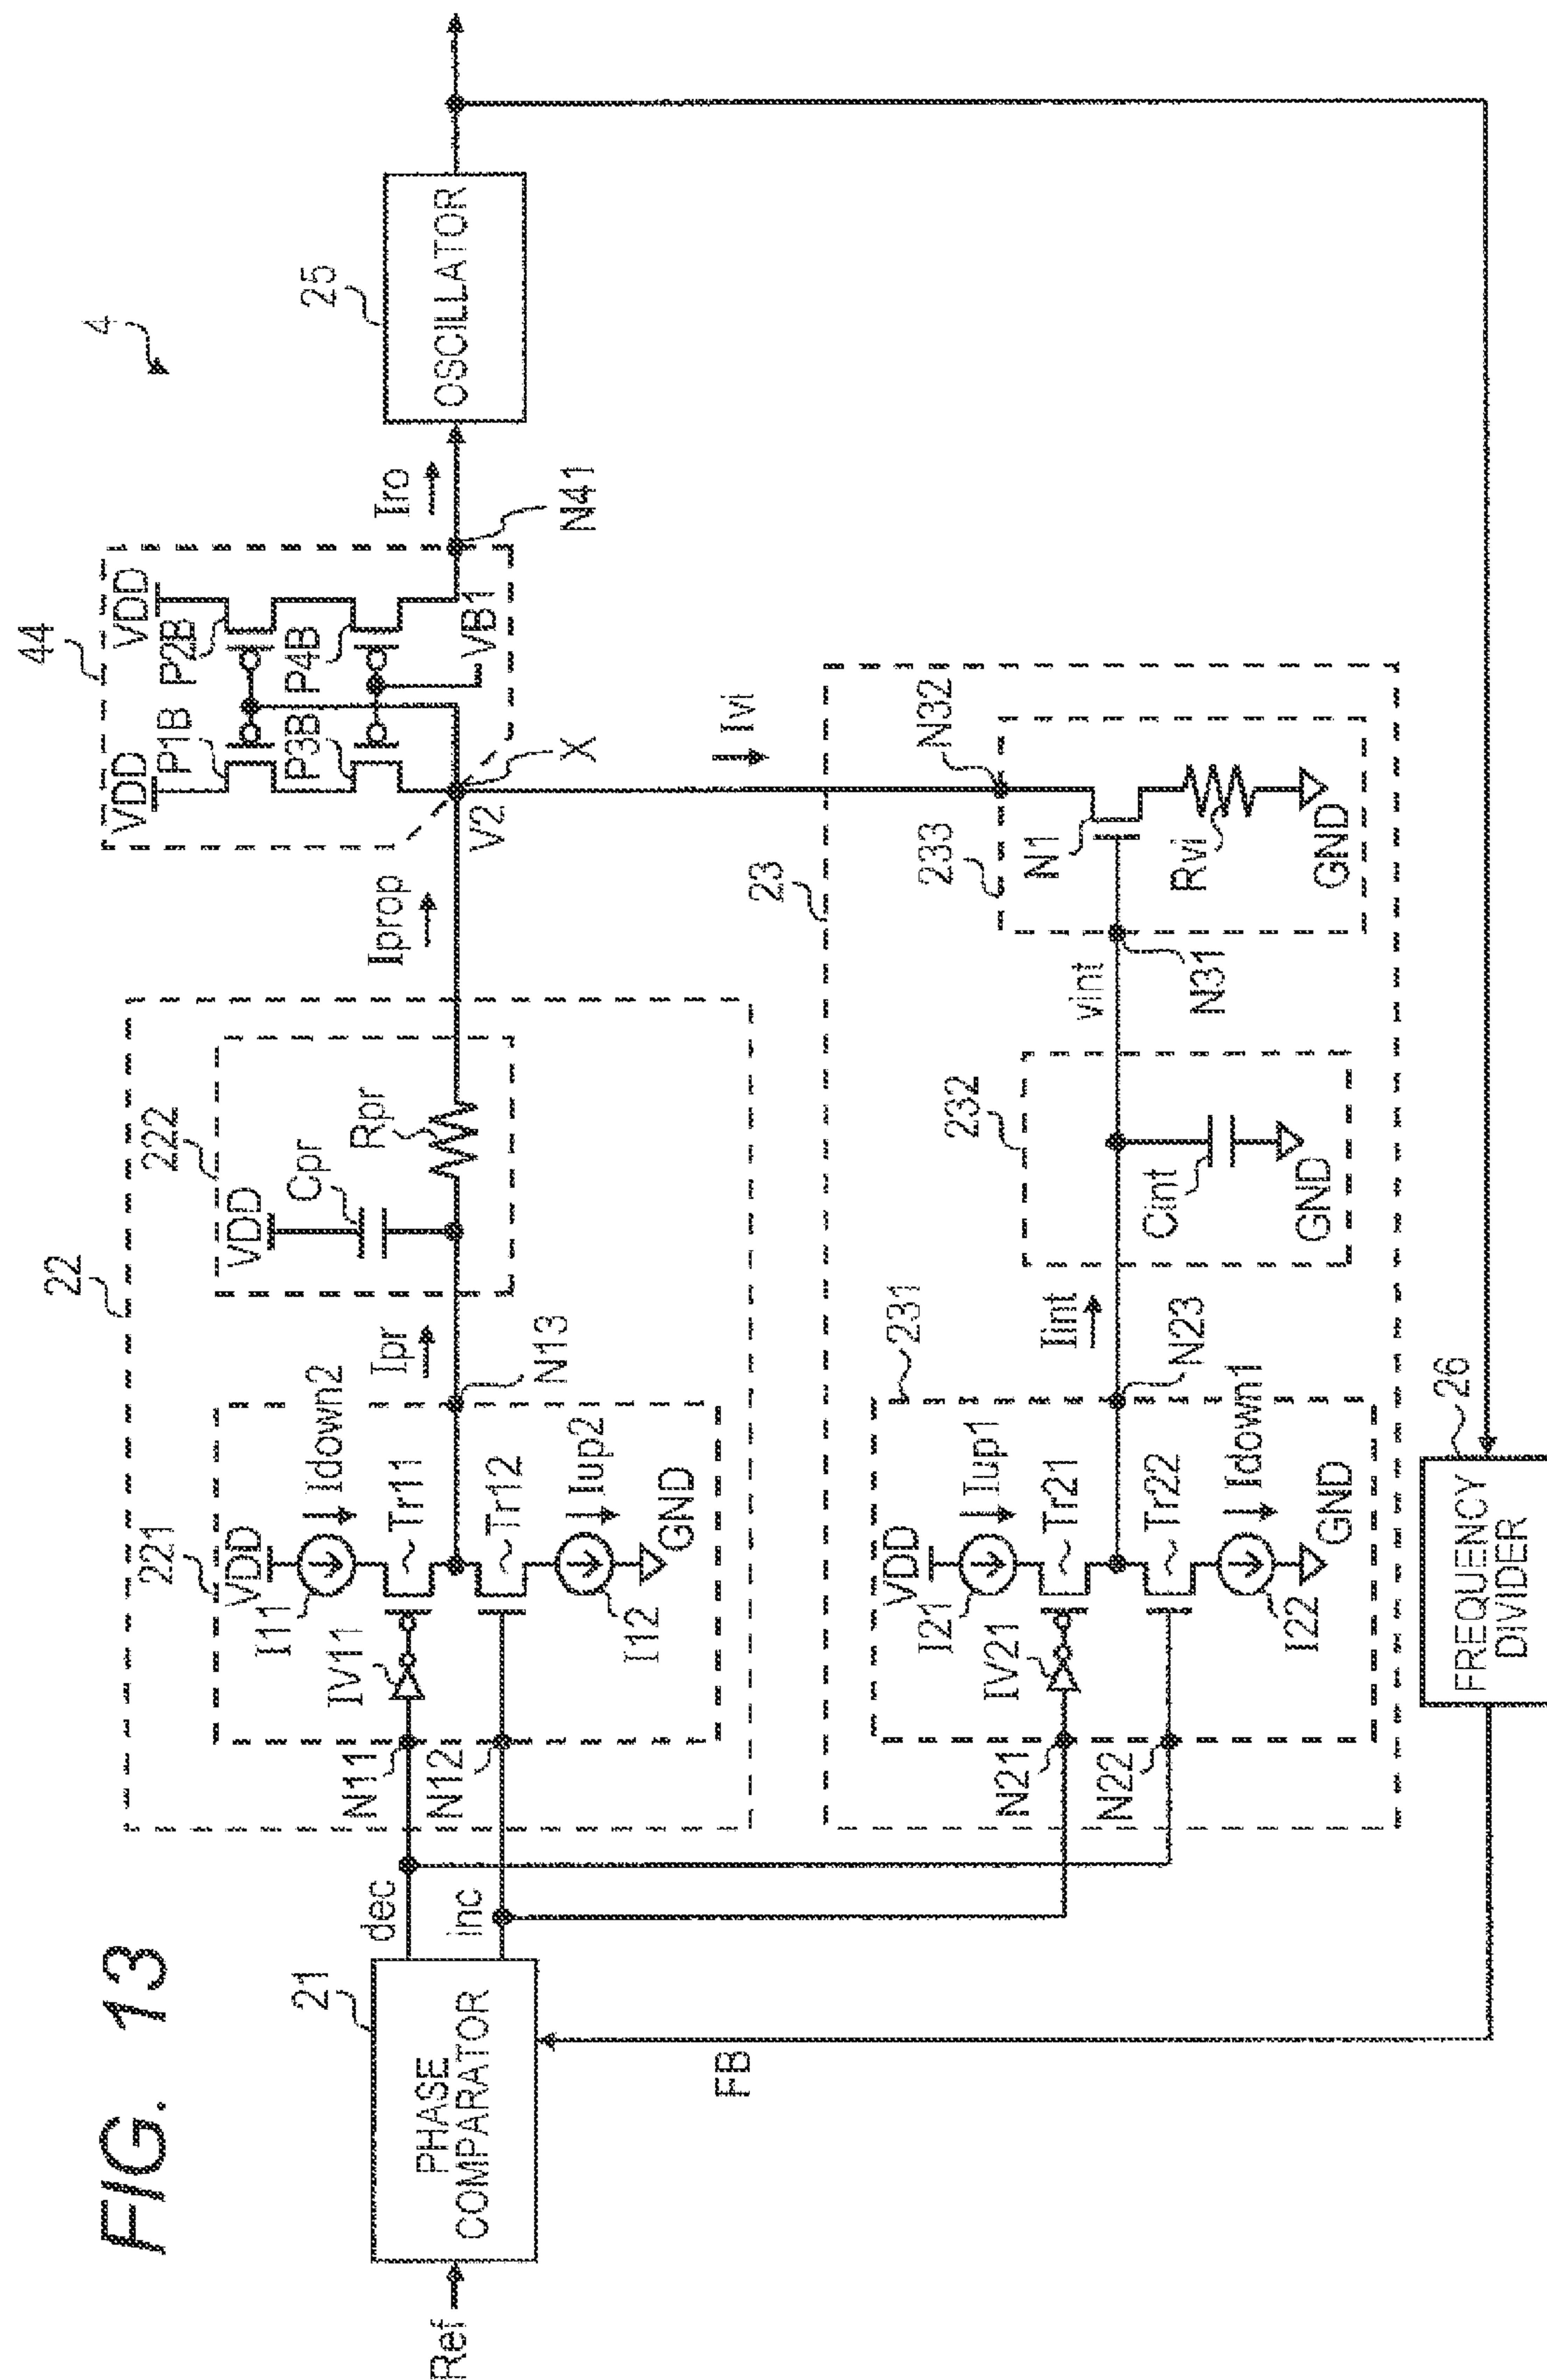 FIG. 13
4
Ref
PHASE
COMPARATOR
21
dec
inc
FB
22
221
N11
N12
IV11
VDD
I11
Idown2
Tr11
Tr12
Iup2
I12
GND
N13
Ipr
222
VDD
Cpr
Rpr
Iprop
V2
X
44
VDD
P1B
P3B
VDD
P2B
P4B
VB1
N41
Iro
25
OSCILLATOR
Ivi
23
231
N21
N22
IV21
VDD
I21
Iup1
Tr21
Tr22
Idown1
I22
GND
N23
Iint
232
Cint
GND
vint
N31
233
N32
N1
Rvi
GND
26
FREQUENCY
DIVIDER